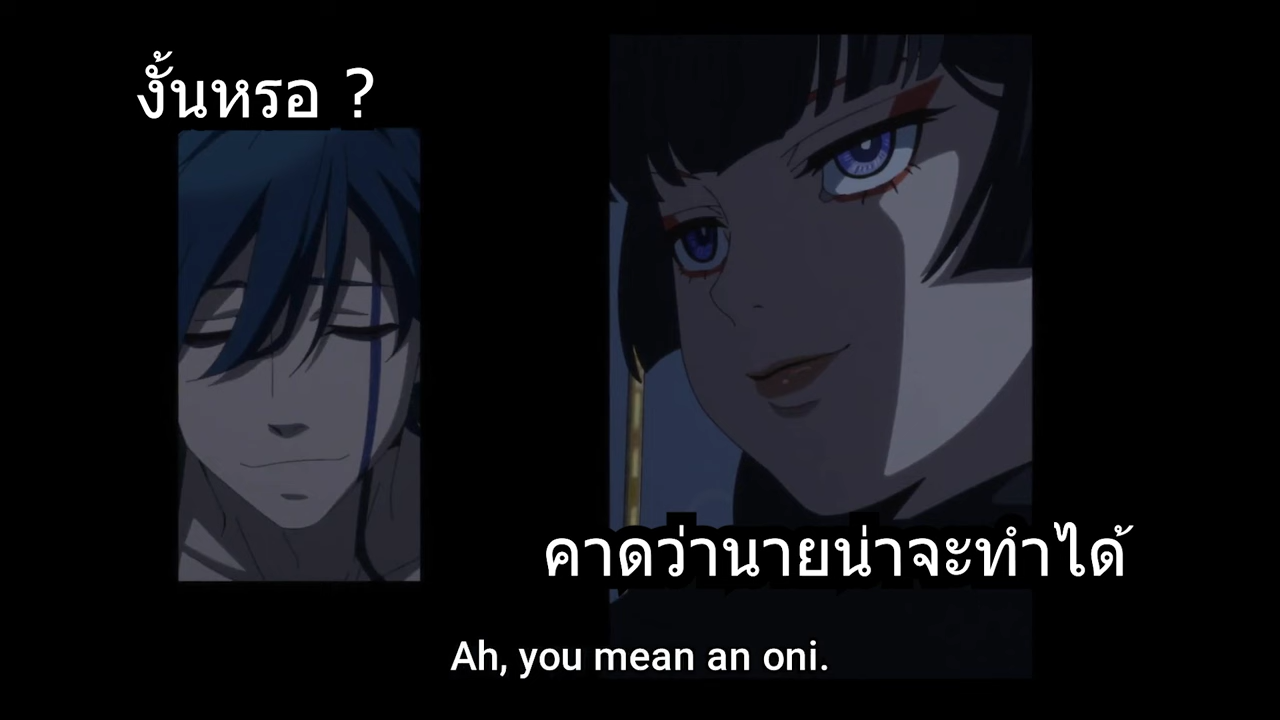 งั้นหรอ ?
คาดว่านายน่าจะทำได้
Ah, you mean an oni.